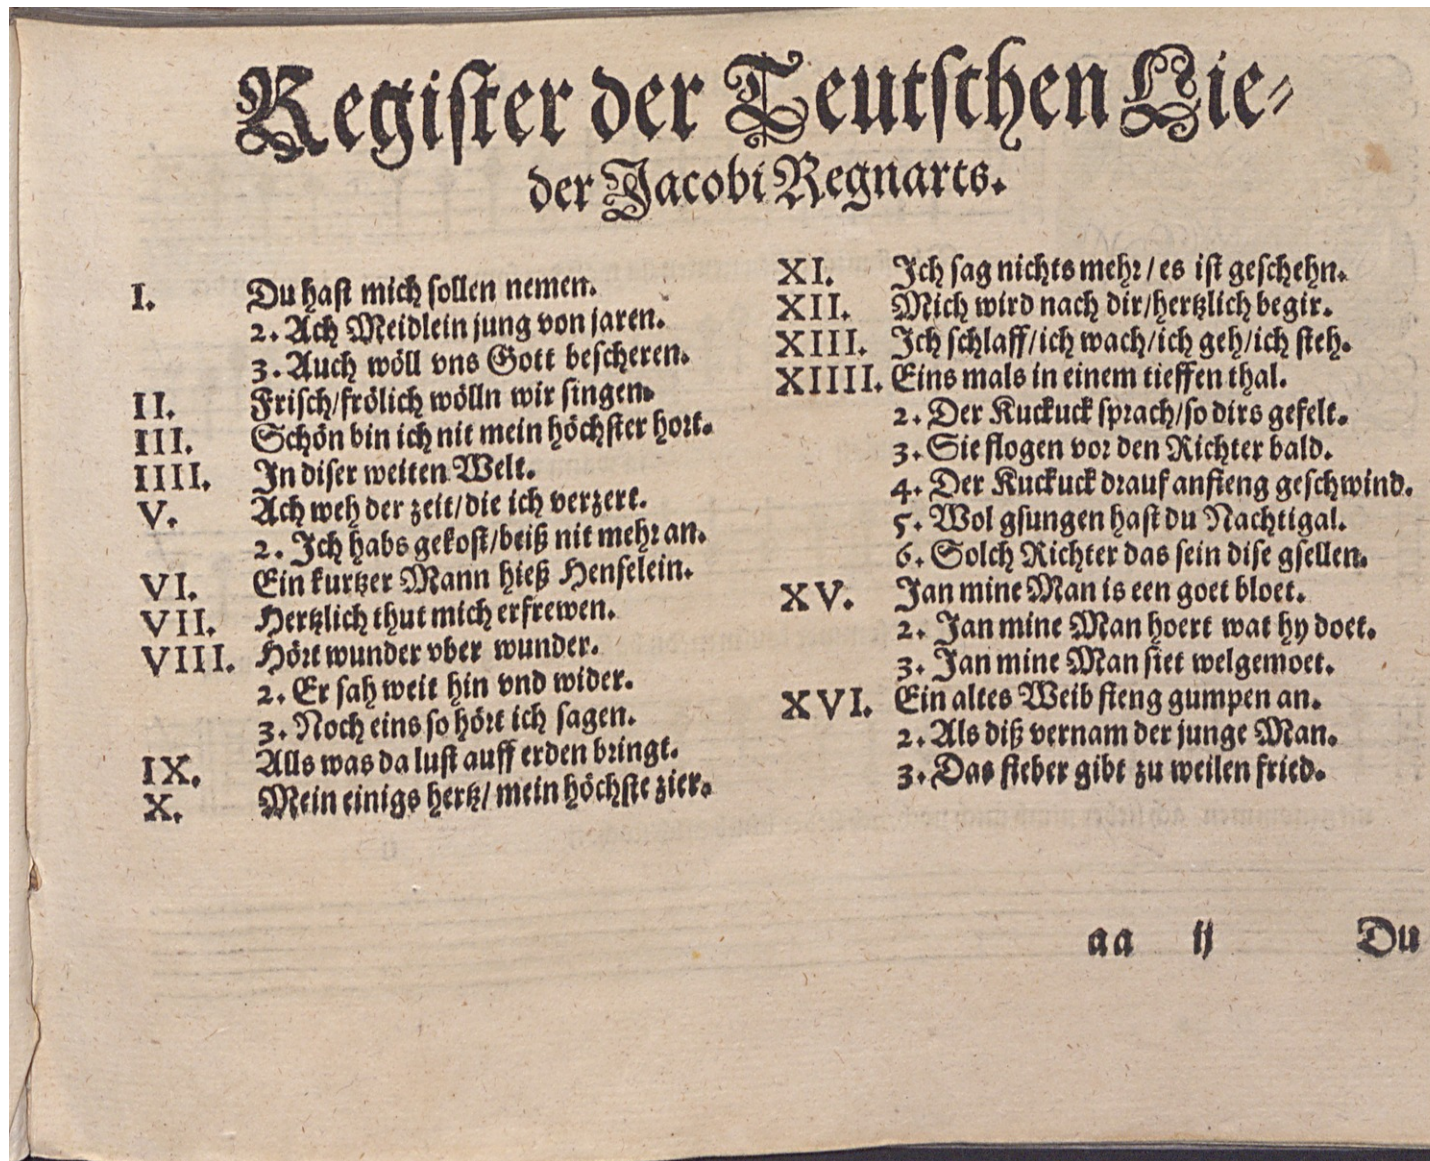 Register der Teutschen Lie⸗
der Jacobi Regnarts.
I. Du hast mich sollen nemen.
2. Ach Meidlein jung von jaren.
3. Auch wöll vns Gott bescheren.
II. Frisch/frölich wölln wir singen.
III. Schön bin ich nit mein höchster hort.
IIII. In diser weiten Welt.
V. Ach weh der zeit/die ich verzert.
2. Ich habs gekost/beiß nit mehr an.
VI. Ein kurtzer Mann hieß Henselein.
VII. Hertzlich thut mich erfrewen.
VIII. Hört wunder vber wunder.
2. Er sah weit hin vnd wider.
3. Noch eins so hört ich sagen.
IX. Alls was da lust auff erden bringt.
X. Mein einigs hertz/mein höchste zier.
XI. Ich sag nichts mehr/es ist geschehn.
XII. Mich wird nach dir/hertzlich begir.
XIII. Ich schlaff/ich wach/ich geh/ich steh.
XIIII. Eins mals in einem tieffen thal.
2. Der Kuckuck sprach/so dirs gefelt.
3. Sie flogen vor den Richter bald.
4. Der Kuckuck drauf anfieng geschwind.
5. Wol gsungen hast du Nachtigal.
6. Solch Richter das sein dise gsellen.
XV. Jan mine Man is een goet bloet.
2. Jan mine Man hoert wat hy doet.
3. Jan mine Man siet welgemoet.
XVI. Ein altes Weib fieng gumpen an.
2. Als diß vernam der junge Man.
3. Das fieber gibt zu weilen fried.
aa ij Du